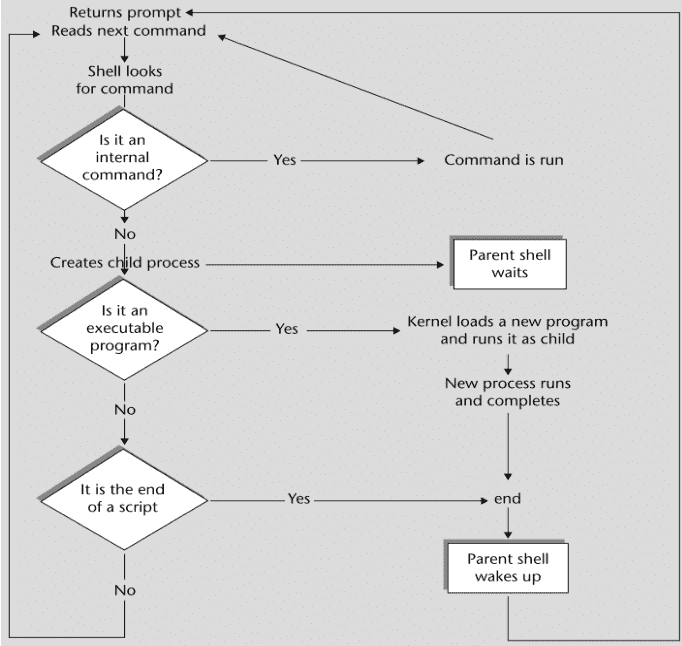 Returns prompt
Reads next command
Shell looks
for command
Is it an
internal
command?
Yes
Command is run
No
Creates child process
Parent shell
waits
Is it an
executable
program?
Yes
Kernel loads a new program
and runs it as child
New process runs
and completes
No
It is the end
of a script
Yes
end
Parent shell
wakes up
No